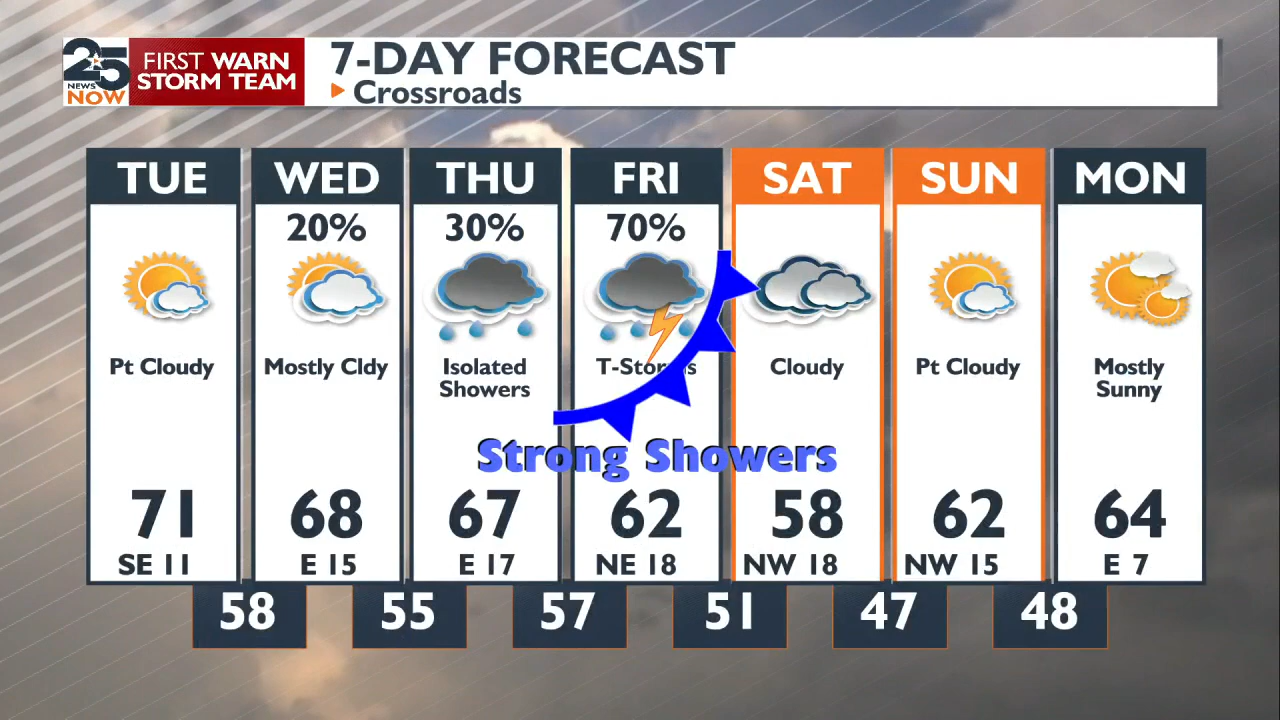 25
NEWS
NOW
FIRST WARN
STORM TEAM
7-DAY FORECAST
Crossroads
TUE WED THU FRI SAT SUN MON
20% 30% 70%
Pt Cloudy Mostly Cldy Isolated Showers T-Storms Cloudy Pt Cloudy Mostly Sunny
Strong Showers
71 68 67 62 58 62 64
SE 11 E 15 E 17 NE 18 NW 18 NW 15 E 7
58 55 57 51 47 48